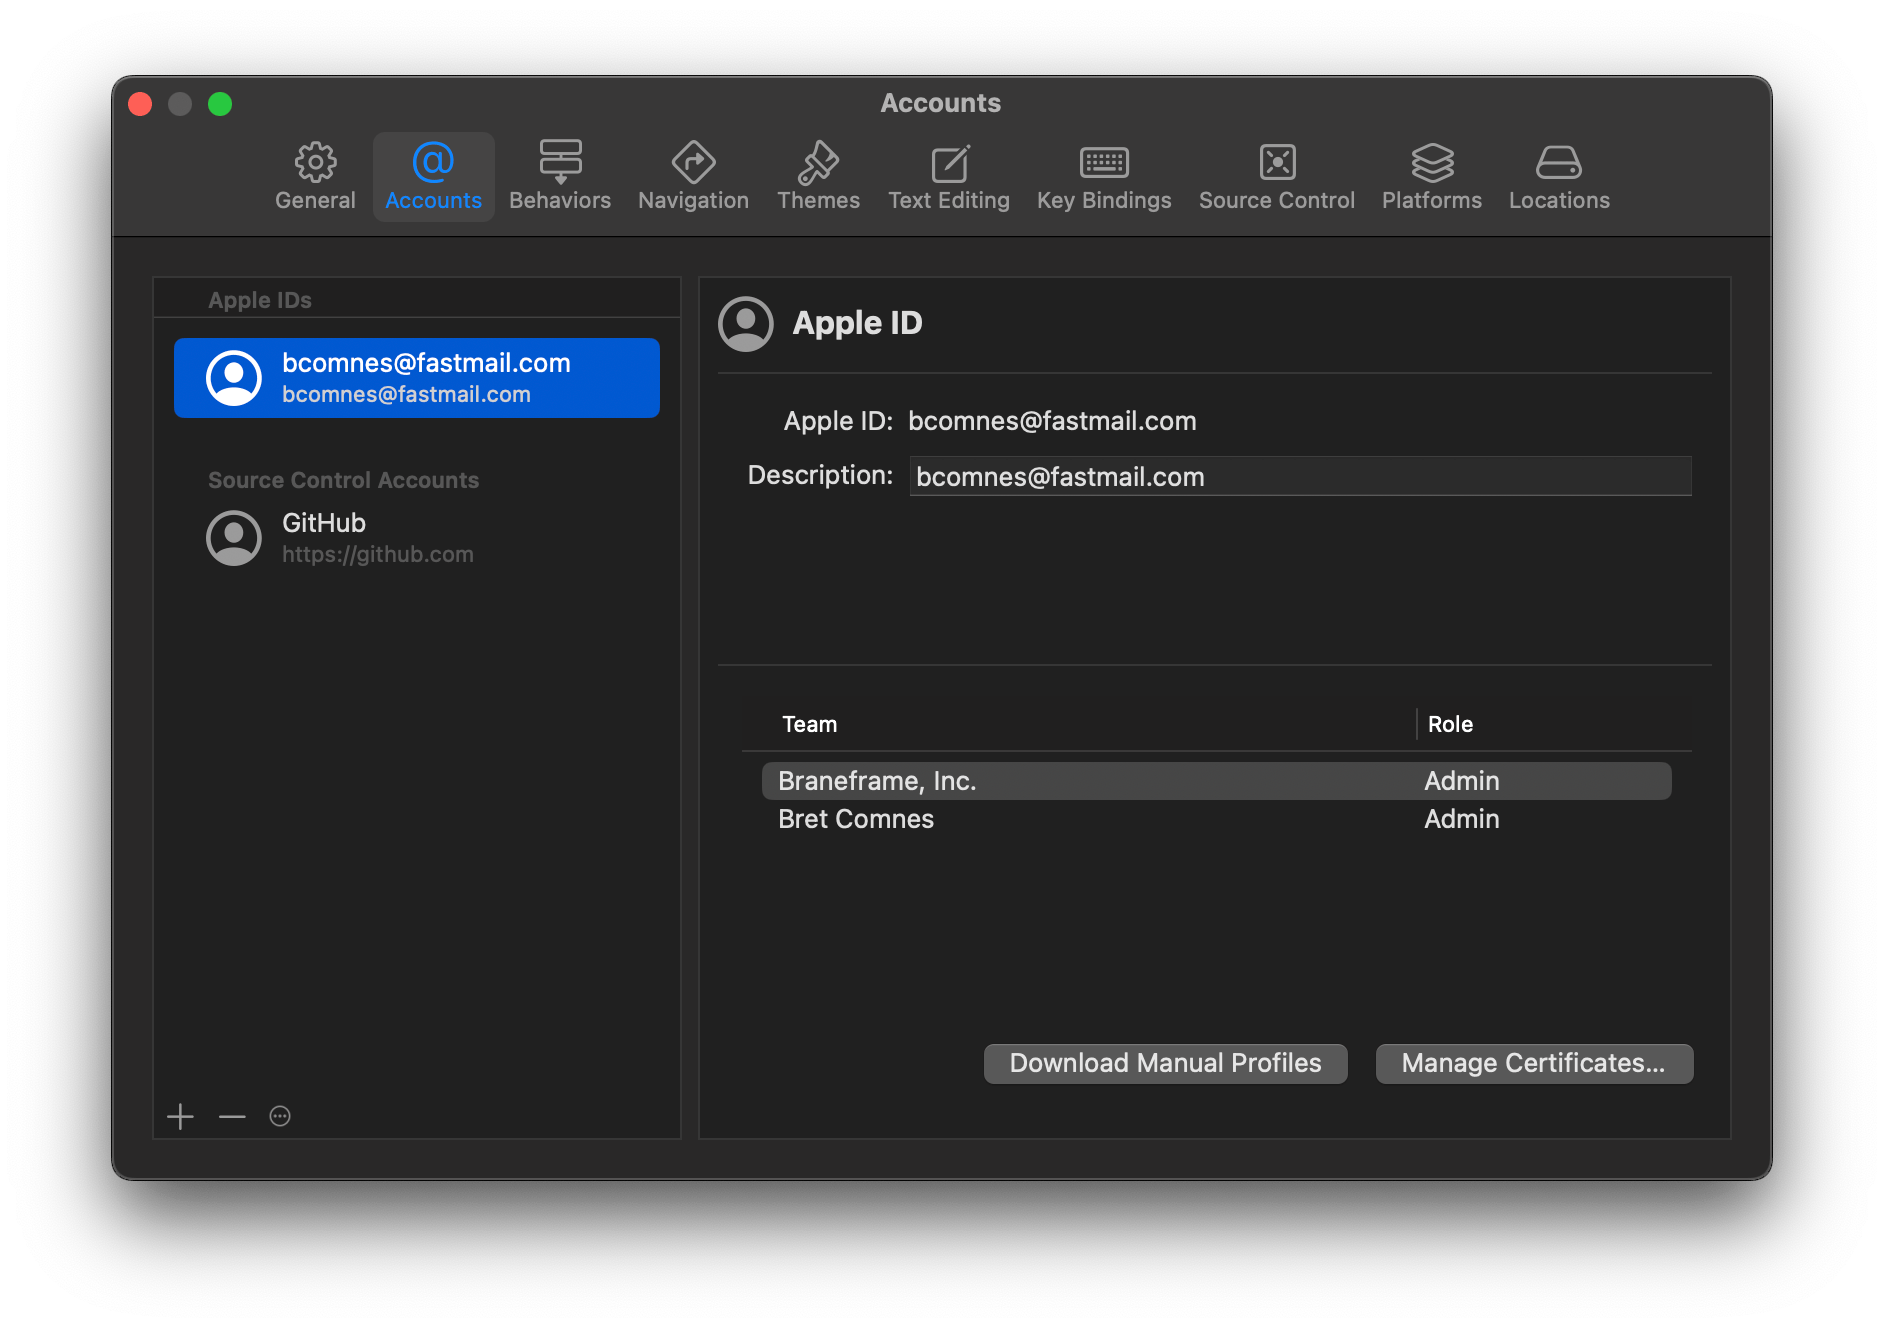 Accounts
General
Accounts
Behaviors
Navigation
Themes
Text Editing
Key Bindings
Source Control
Platforms
Locations
Apple IDs
bcomnes@fastmail.com
bcomnes@fastmail.com
Source Control Accounts
GitHub
https://github.com
Apple ID
Apple ID: bcomnes@fastmail.com
Description: bcomnes@fastmail.com
Team Role
Braneframe, Inc. Admin
Bret Comnes Admin
Download Manual Profiles
Manage Certificates...